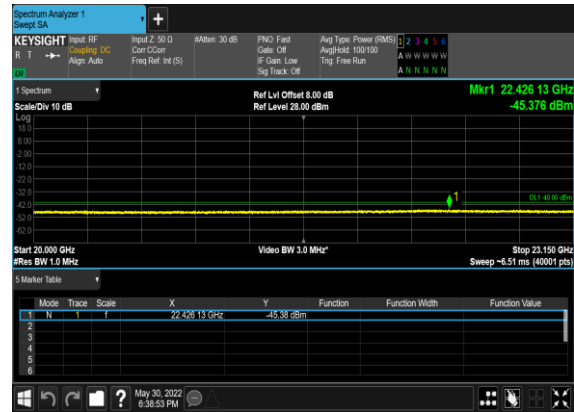 Spectrum Analyzer 1
Swept SA
KEYSIGHT Input: RF Input Z: 50 Ω #Atten: 30 dB PNO: Fast Avg Type: Power (RMS) 1 2 3 4 5 6
R T Coupling: DC Corr CCorr Gate: Off Avg|Hold: 100/100 A W W W W W
Align: Auto Freq Ref: Int (S) IF Gain: Low Trig: Free Run
Sig Track: Off A N N N N N
1 Spectrum
Ref Lvl Offset 8.00 dB Mkr1 22.426 13 GHz
Scale/Div 10 dB Ref Level 28.00 dBm -45.376 dBm
Log
18.0
8.00
-2.00
-12.0
-22.0
-32.0
1
DL1 -40.00 dBm
-42.0
-52.0
-62.0
Start 20.000 GHz Video BW 3.0 MHz* Stop 23.150 GHz
#Res BW 1.0 MHz Sweep ~6.51 ms (40001 pts)
5 Marker Table
Mode Trace Scale X Y Function Function Width Function Value
1 N 1 f 22.426 13 GHz -45.38 dBm
2
3
4
5
6
? May 30, 2022
6:38:53 PM